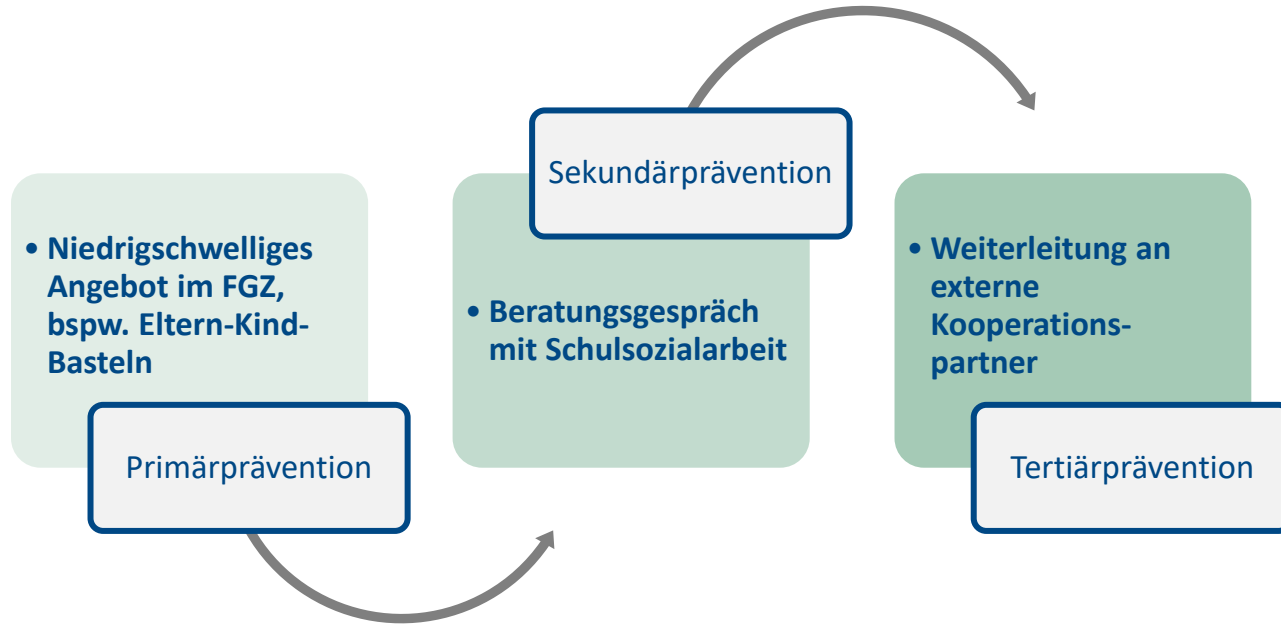 • Niedrigschwelliges
Angebot im FGZ,
bspw. Eltern-Kind-
Basteln
Primärprävention
Sekundärprävention
• Beratungsgespräch
mit Schulsozialarbeit
• Weiterleitung an
externe
Kooperations-
partner
Tertiärprävention